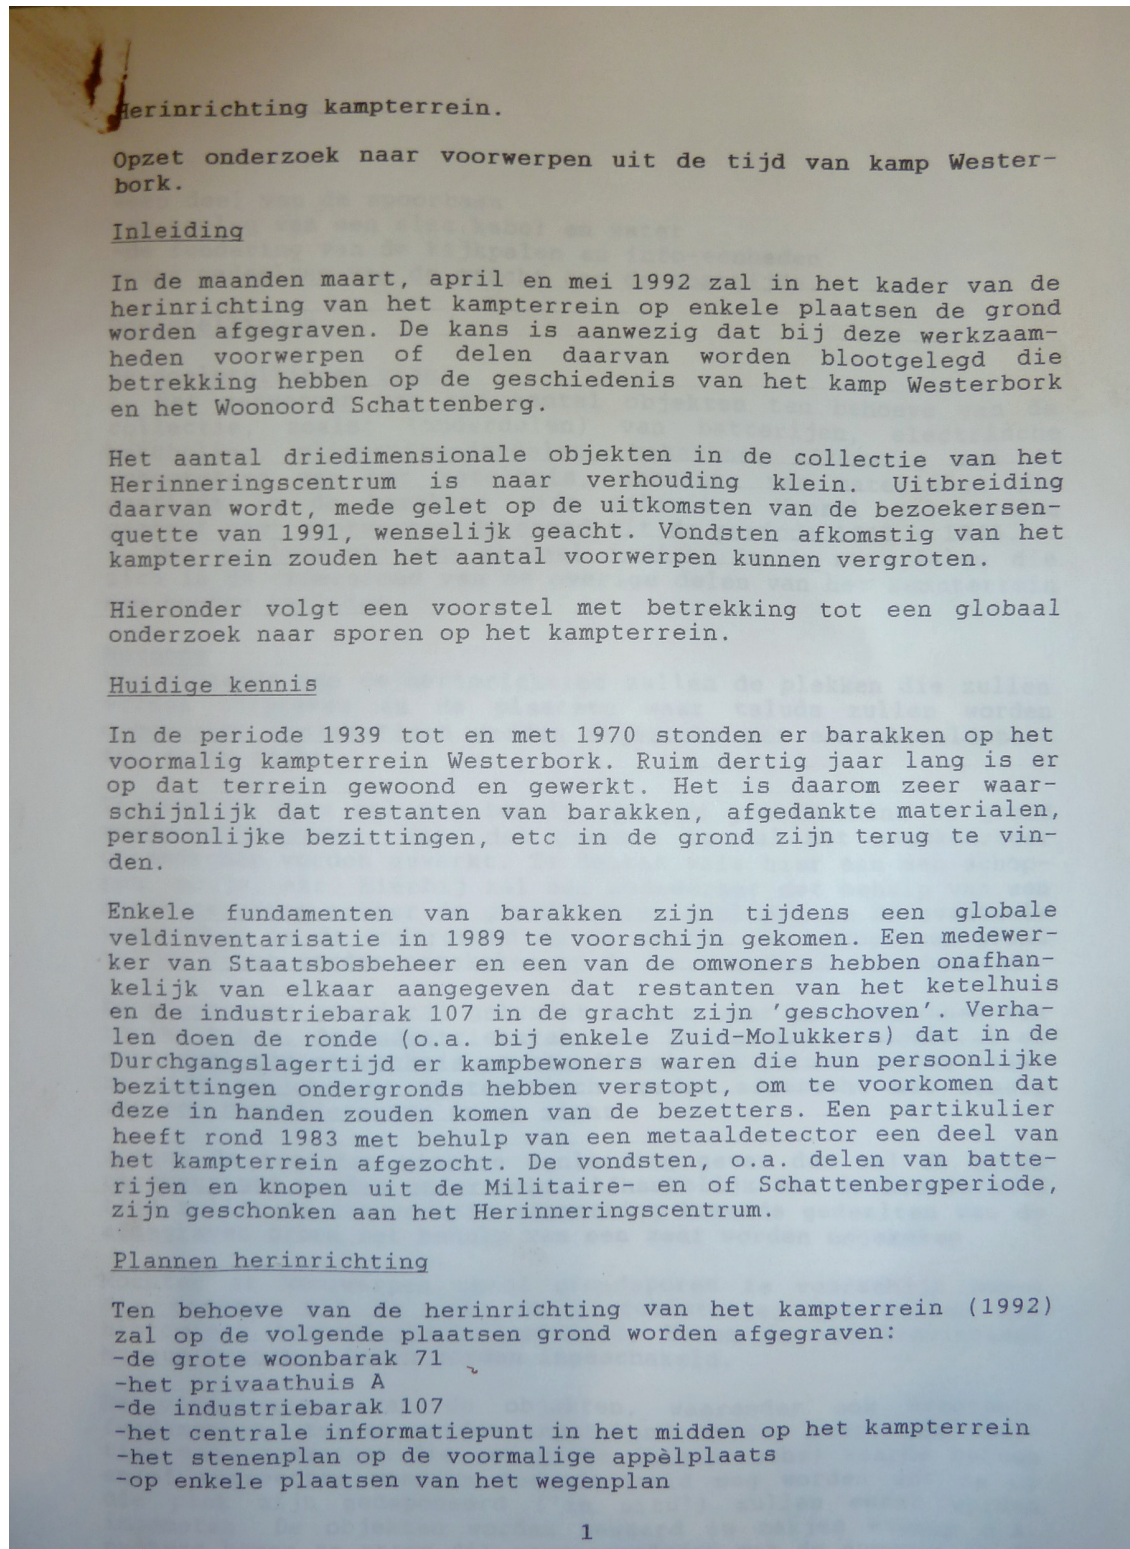 Herinrichting kampterrein.
Opzet onderzoek naar voorwerpen uit de tijd van kamp Wester-
bork.
Inleiding
In de maanden maart, april en mei 1992 zal in het kader van de
herinrichting van het kampterrein op enkele plaatsen de grond
worden afgegraven. De kans is aanwezig dat bij deze werkzaam-
heden voorwerpen of delen daarvan worden blootgelegd die
betrekking hebben op de geschiedenis van het kamp Westerbork
en het Woonoord Schattenberg.
Het aantal driedimensionale objekten in de collectie van het
Herinneringscentrum is naar verhouding klein. Uitbreiding
daarvan wordt, mede gelet op de uitkomsten van de bezoekersen-
quette van 1991, wenselijk geacht. Vondsten afkomstig van het
kampterrein zouden het aantal voorwerpen kunnen vergroten.
Hieronder volgt een voorstel met betrekking tot een globaal
onderzoek naar sporen op het kampterrein.
Huidige kennis
In de periode 1939 tot en met 1970 stonden er barakken op het
voormalig kampterrein Westerbork. Ruim dertig jaar lang is er
op dat terrein gewoond en gewerkt. Het is daarom zeer waar-
schijnlijk dat restanten van barakken, afgedankte materialen,
persoonlijke bezittingen, etc in de grond zijn terug te vin-
den.
Enkele fundamenten van barakken zijn tijdens een globale
veldinventarisatie in 1989 te voorschijn gekomen. Een medewer-
ker van Staatsbosbeheer en een van de omwoners hebben onafhan-
kelijk van elkaar aangegeven dat restanten van het ketelhuis
en de industriebarak 107 in de gracht zijn 'geschoven'. Verha-
len doen de ronde (o.a. bij enkele Zuid-Molukkers) dat in de
Durchgangslagertijd er kampbewoners waren die hun persoonlijke
bezittingen ondergronds hebben verstopt, om te voorkomen dat
deze in handen zouden komen van de bezetters. Een partikulier
heeft rond 1983 met behulp van een metaaldetector een deel van
het kampterrein afgezocht. De vondsten, o.a. delen van batte-
rijen en knopen uit de Militaire- en of Schattenbergperiode,
zijn geschonken aan het Herinneringscentrum.
Plannen herinrichting
Ten behoeve van de herinrichting van het kampterrein (1992)
zal op de volgende plaatsen grond worden afgegraven:
-de grote woonbarak 71
-het privaathuis A
-de industriebarak 107
-het centrale informatiepunt in het midden op het kampterrein
-het stenenplan op de voormalige appèlplaats
-op enkele plaatsen van het wegenplan
1